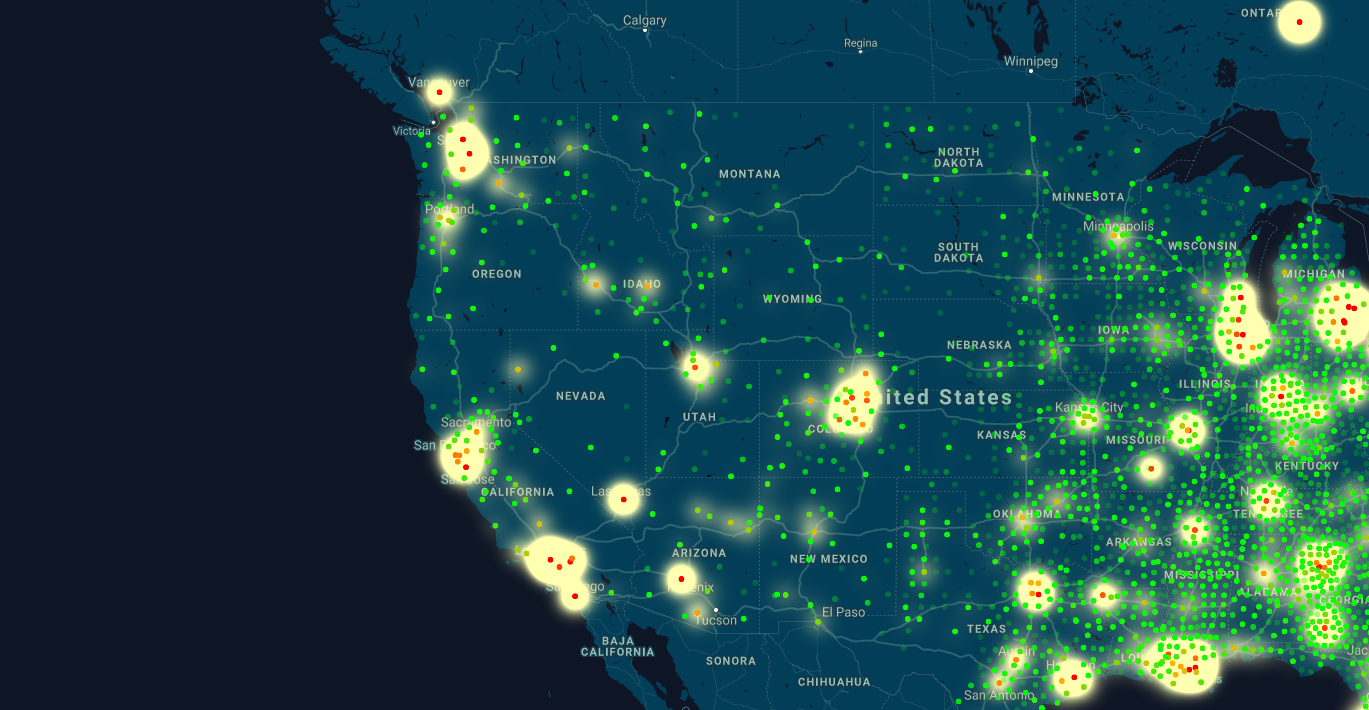 Calgary
ONTAR
Regina
Winnipeg
Vancouver
Victoria
WASHINGTON
NORTH
DAKOTA
MONTANA
MINNESOTA
Portland
Minneapolis
WISCONSIN
SOUTH
DAKOTA
OREGON
MICHIGAN
IDAHO
WYOMING
IOWA
NEBRASKA
ILLINOIS
NEVADA
United States
UTAH
Kansas City
Sacramento
COLORADO
KANSAS
MISSOURI
San Francisco
KENTUCKY
San Jose
CALIFORNIA
Las Vegas
OKLAHOMA
TENNESSEE
ARKANSAS
ARIZONA
NEW MEXICO
MISSISSIPPI
San Diego
Phoenix
ALABAMA
GEORGIA
El Paso
Tucson
TEXAS
BAJA
CALIFORNIA
Austin
SONORA
CHIHUAHUA
San Antonio